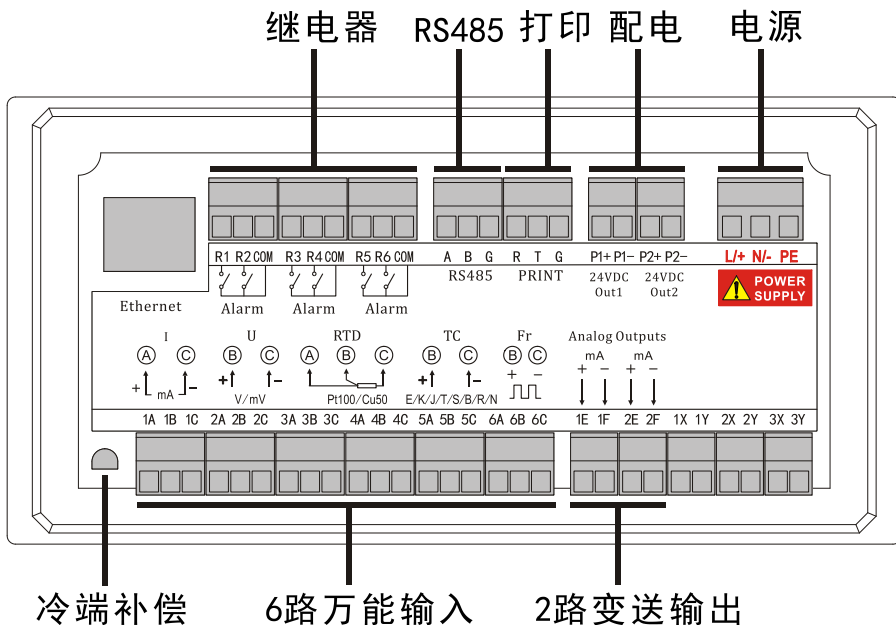 继电器 RS485 打印 配电 电源
R1 R2 COM R3 R4 COM R5 R6 COM A B G R T G P1+ P1- P2+ P2- L/+ N/- PE
RS485 PRINT 24VDC 24VDC POWER
Out1 Out2 SUPPLY
Ethernet Alarm Alarm Alarm
I U RTD TC Fr Analog Outputs
A C B C A B C B C B C mA mA
+ mA - + - + - + - + - + -
V/mV Pt100/Cu50 E/K/J/T/S/B/R/N
1A 1B 1C 2A 2B 2C 3A 3B 3C 4A 4B 4C 5A 5B 5C 6A 6B 6C 1E 1F 2E 2F 1X 1Y 2X 2Y 3X 3Y
冷端补偿 6路万能输入 2路变送输出